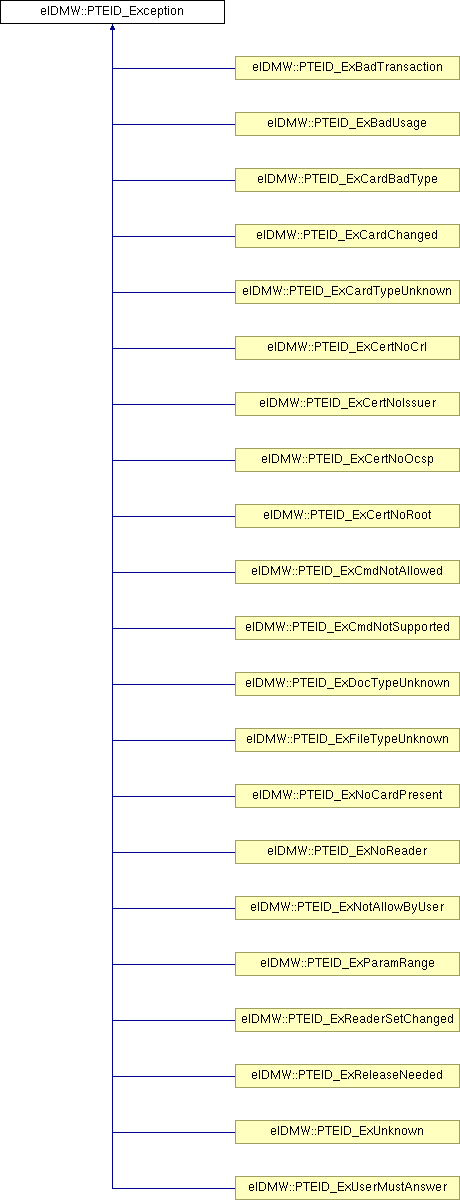 eIDMW::PTEID_Exception
eIDMW::PTEID_ExBadTransaction
eIDMW::PTEID_ExBadUsage
eIDMW::PTEID_ExCardBadType
eIDMW::PTEID_ExCardChanged
eIDMW::PTEID_ExCardTypeUnknown
eIDMW::PTEID_ExCertNoCrl
eIDMW::PTEID_ExCertNoIssuer
eIDMW::PTEID_ExCertNoOcsp
eIDMW::PTEID_ExCertNoRoot
eIDMW::PTEID_ExCmdNotAllowed
eIDMW::PTEID_ExCmdNotSupported
eIDMW::PTEID_ExDocTypeUnknown
eIDMW::PTEID_ExFileTypeUnknown
eIDMW::PTEID_ExNoCardPresent
eIDMW::PTEID_ExNoReader
eIDMW::PTEID_ExNotAllowByUser
eIDMW::PTEID_ExParamRange
eIDMW::PTEID_ExReaderSetChanged
eIDMW::PTEID_ExReleaseNeeded
eIDMW::PTEID_ExUnknown
eIDMW::PTEID_ExUserMustAnswer